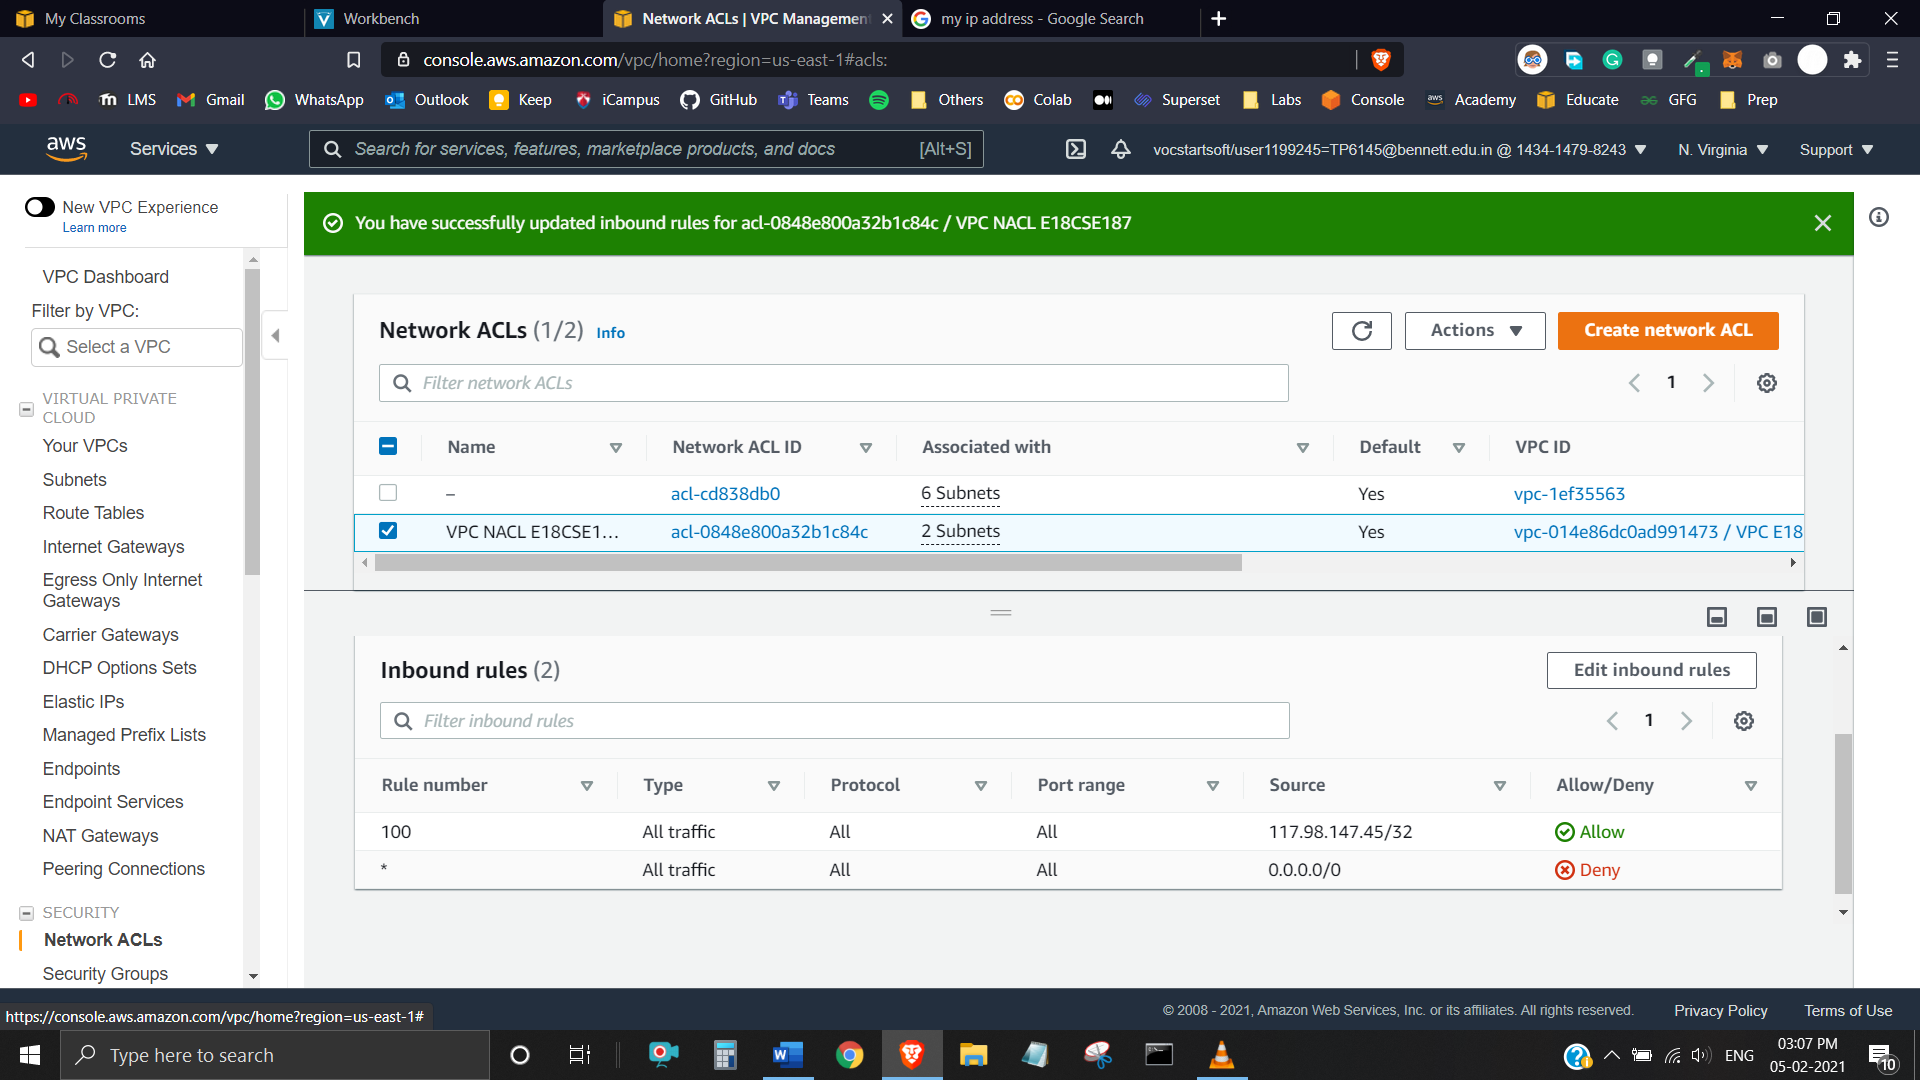 My Classrooms
Workbench
Network ACLs | VPC Managemen
my ip address - Google Search
console.aws.amazon.com/vpc/home?region=us-east-1#acls:
LMS
Gmail
WhatsApp
Outlook
Keep
iCampus
GitHub
Teams
Others
Colab
Superset
Labs
Console
Academy
Educate
GFG
Prep
aws
Services
Search for services, features, marketplace products, and docs
[Alt+S]
vocstartsoft/user1199245=TP6145@bennett.edu.in @ 1434-1479-8243
N. Virginia
Support
New VPC Experience
Learn more
VPC Dashboard
Filter by VPC:
Select a VPC
VIRTUAL PRIVATE
CLOUD
Your VPCs
Subnets
Route Tables
Internet Gateways
Egress Only Internet
Gateways
Carrier Gateways
DHCP Options Sets
Elastic IPs
Managed Prefix Lists
Endpoints
Endpoint Services
NAT Gateways
Peering Connections
SECURITY
Network ACLs
Security Groups
You have successfully updated inbound rules for acl-0848e800a32b1c84c / VPC NACL E18CSE187
Network ACLs (1/2) Info
Actions
Create network ACL
Filter network ACLs
1
Name Network ACL ID Associated with Default VPC ID
– acl-cd838db0 6 Subnets Yes vpc-1ef35563
VPC NACL E18CSE1... acl-0848e800a32b1c84c 2 Subnets Yes vpc-014e86dc0ad991473 / VPC E18
Inbound rules (2)
Edit inbound rules
Filter inbound rules
1
Rule number Type Protocol Port range Source Allow/Deny
100 All traffic All All 117.98.147.45/32 Allow
* All traffic All All 0.0.0.0/0 Deny
https://console.aws.amazon.com/vpc/home?region=us-east-1#
© 2008 - 2021, Amazon Web Services, Inc. or its affiliates. All rights reserved.
Privacy Policy
Terms of Use
Type here to search
ENG
03:07 PM
05-02-2021
10